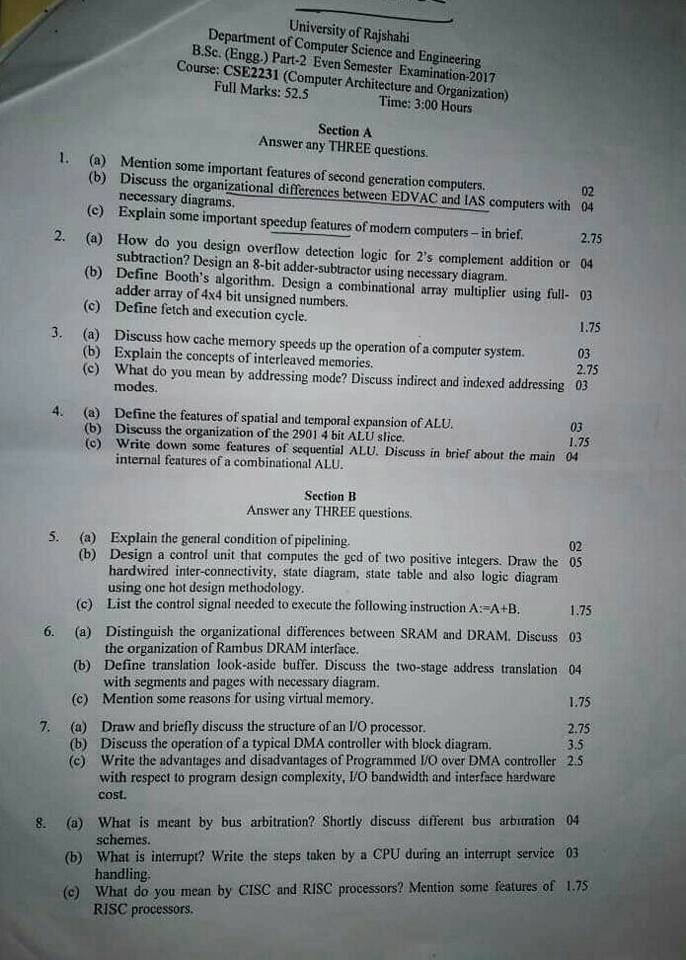 University of Rajshahi
Department of Computer Science and Engineering
B.Sc. (Engg.) Part-2 Even Semester Examination-2017
Course: CSE2231 (Computer Architecture and Organization)
Full Marks: 52.5 Time: 3:00 Hours
Section A
Answer any THREE questions.
1. (a) Mention some important features of second generation computers. 02
(b) Discuss the organizational differences between EDVAC and IAS computers with 04
necessary diagrams.
(c) Explain some important speedup features of modern computers – in brief. 2.75
2. (a) How do you design overflow detection logic for 2's complement addition or 04
subtraction? Design an 8-bit adder-subtractor using necessary diagram.
(b) Define Booth's algorithm. Design a combinational array multiplier using full- 03
adder array of 4x4 bit unsigned numbers.
(c) Define fetch and execution cycle. 1.75
3. (a) Discuss how cache memory speeds up the operation of a computer system. 03
(b) Explain the concepts of interleaved memories. 2.75
(c) What do you mean by addressing mode? Discuss indirect and indexed addressing 03
modes.
4. (a) Define the features of spatial and temporal expansion of ALU. 03
(b) Discuss the organization of the 2901 4 bit ALU slice. 1.75
(c) Write down some features of sequential ALU. Discuss in brief about the main 04
internal features of a combinational ALU.
Section B
Answer any THREE questions.
5. (a) Explain the general condition of pipelining. 02
(b) Design a control unit that computes the gcd of two positive integers. Draw the 05
hardwired inter-connectivity, state diagram, state table and also logic diagram
using one hot design methodology.
(c) List the control signal needed to execute the following instruction A:=A+B. 1.75
6. (a) Distinguish the organizational differences between SRAM and DRAM. Discuss 03
the organization of Rambus DRAM interface.
(b) Define translation look-aside buffer. Discuss the two-stage address translation 04
with segments and pages with necessary diagram.
(c) Mention some reasons for using virtual memory. 1.75
7. (a) Draw and briefly discuss the structure of an I/O processor. 2.75
(b) Discuss the operation of a typical DMA controller with block diagram. 3.5
(c) Write the advantages and disadvantages of Programmed I/O over DMA controller 2.5
with respect to program design complexity, I/O bandwidth and interface hardware
cost.
8. (a) What is meant by bus arbitration? Shortly discuss different bus arbitration 04
schemes.
(b) What is interrupt? Write the steps taken by a CPU during an interrupt service 03
handling.
(c) What do you mean by CISC and RISC processors? Mention some features of 1.75
RISC processors.